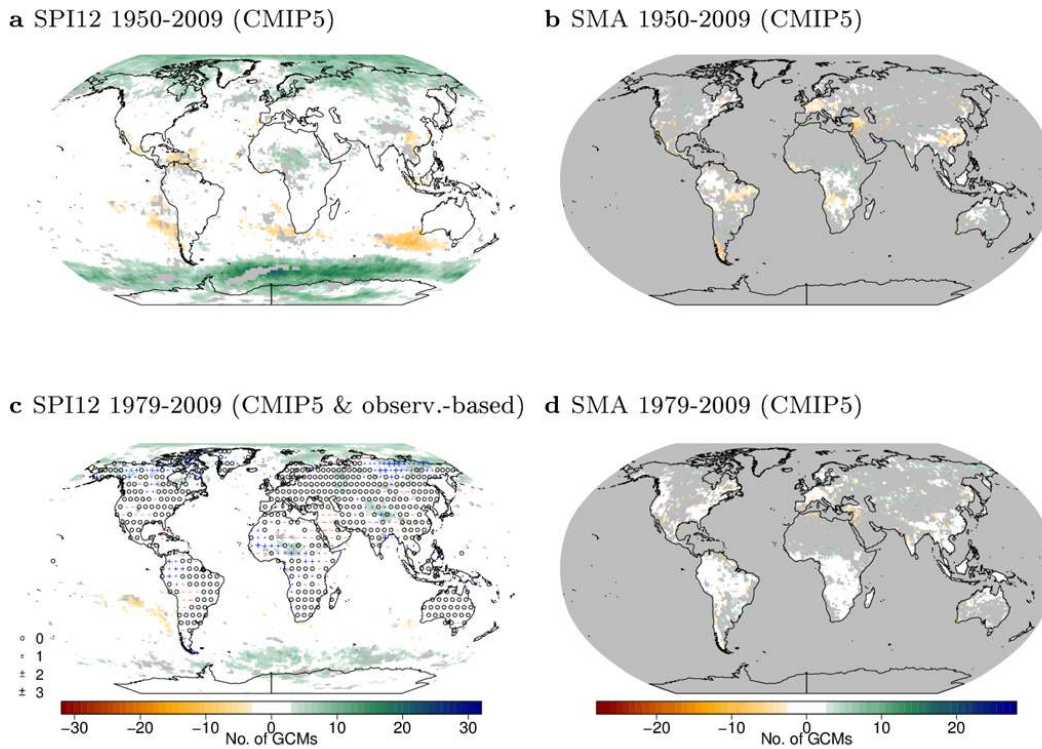 a SPI12 1950-2009 (CMIP5)
b SMA 1950-2009 (CMIP5)
c SPI12 1979-2009 (CMIP5 & observ.-based)
d SMA 1979-2009 (CMIP5)
○ 0
± 1
± 2
± 3
−30 −20 −10 0 10 20 30
No. of GCMs
−20 −10 0 10 20
No. of GCMs